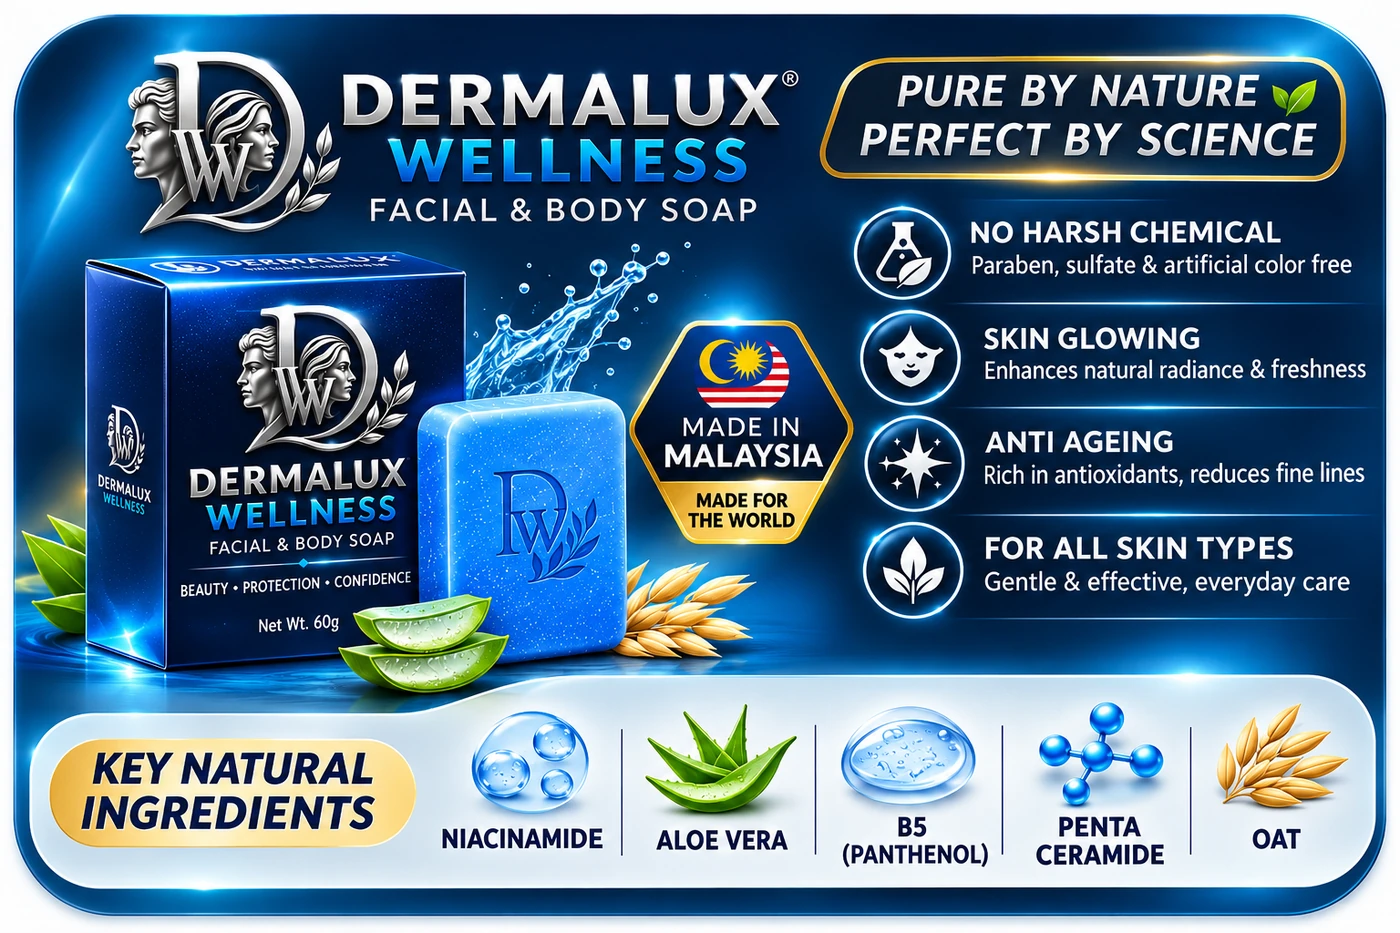 DERMALUX®
WELLNESS
FACIAL & BODY SOAP
PURE BY NATURE
PERFECT BY SCIENCE
NO HARSH CHEMICAL
Paraben, sulfate & artificial color free
SKIN GLOWING
Enhances natural radiance & freshness
ANTI AGEING
Rich in antioxidants, reduces fine lines
FOR ALL SKIN TYPES
Gentle & effective, everyday care
DERMALUX
DW
DERMALUX
WELLNESS
FACIAL & BODY SOAP
BEAUTY • PROTECTION • CONFIDENCE
Net Wt. 60g
DW
DERMALUX
WELLNESS
DW
MADE IN
MALAYSIA
MADE FOR
THE WORLD
KEY NATURAL
INGREDIENTS
NIACINAMIDE
ALOE VERA
B5
(PANTHENOL)
PENTA
CERAMIDE
OAT